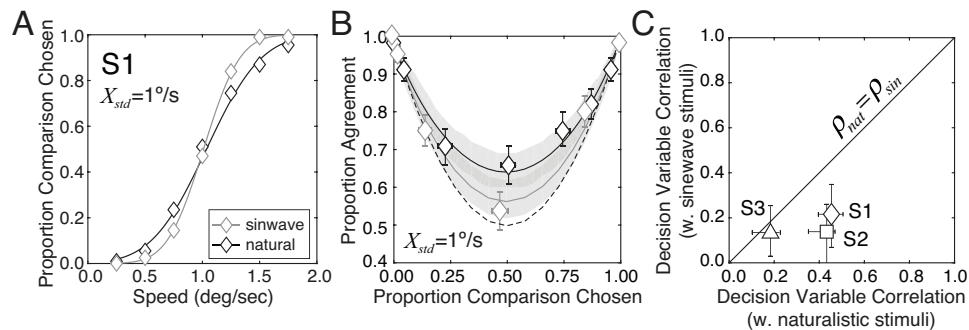 A
Proportion Comparison Chosen
1.0
0.8
0.6
0.4
0.2
0.0
S1
X_std=1°/s
sinwave
natural
0.0 0.5 1.0 1.5 2.0
Speed (deg/sec)
B
Proportion Agreement
1.0
0.9
0.8
0.7
0.6
0.5
0.4
X_std=1°/s
0.00 0.25 0.50 0.75 1.00
Proportion Comparison Chosen
C
Decision Variable Correlation
(w. sinewave stimuli)
1.0
0.8
0.6
0.4
0.2
0.0
ρ_nat=ρ_sin
S3
S1
S2
0.0 0.2 0.4 0.6 0.8 1.0
Decision Variable Correlation
(w. naturalistic stimuli)